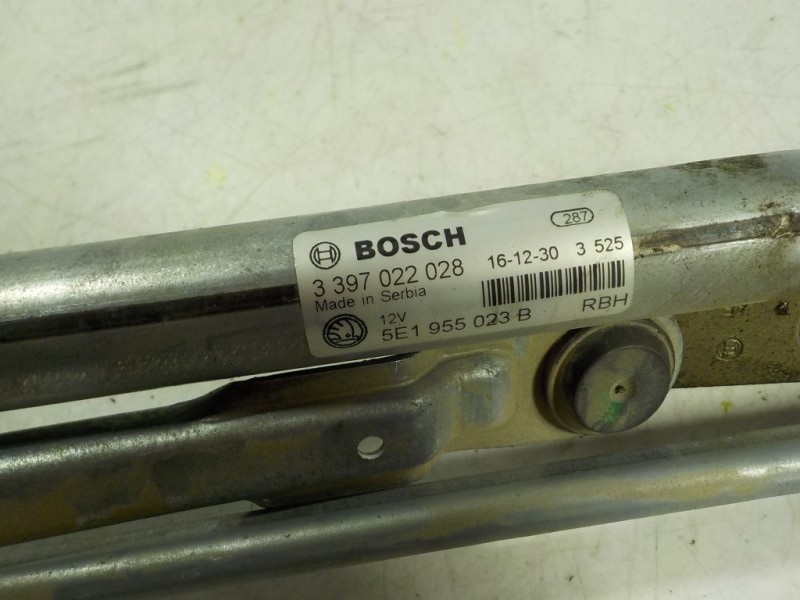 287
BOSCH
16-12-30 3 525
3 397 022 028
Made in Serbia
RBH
12V
5E1 955 023 B